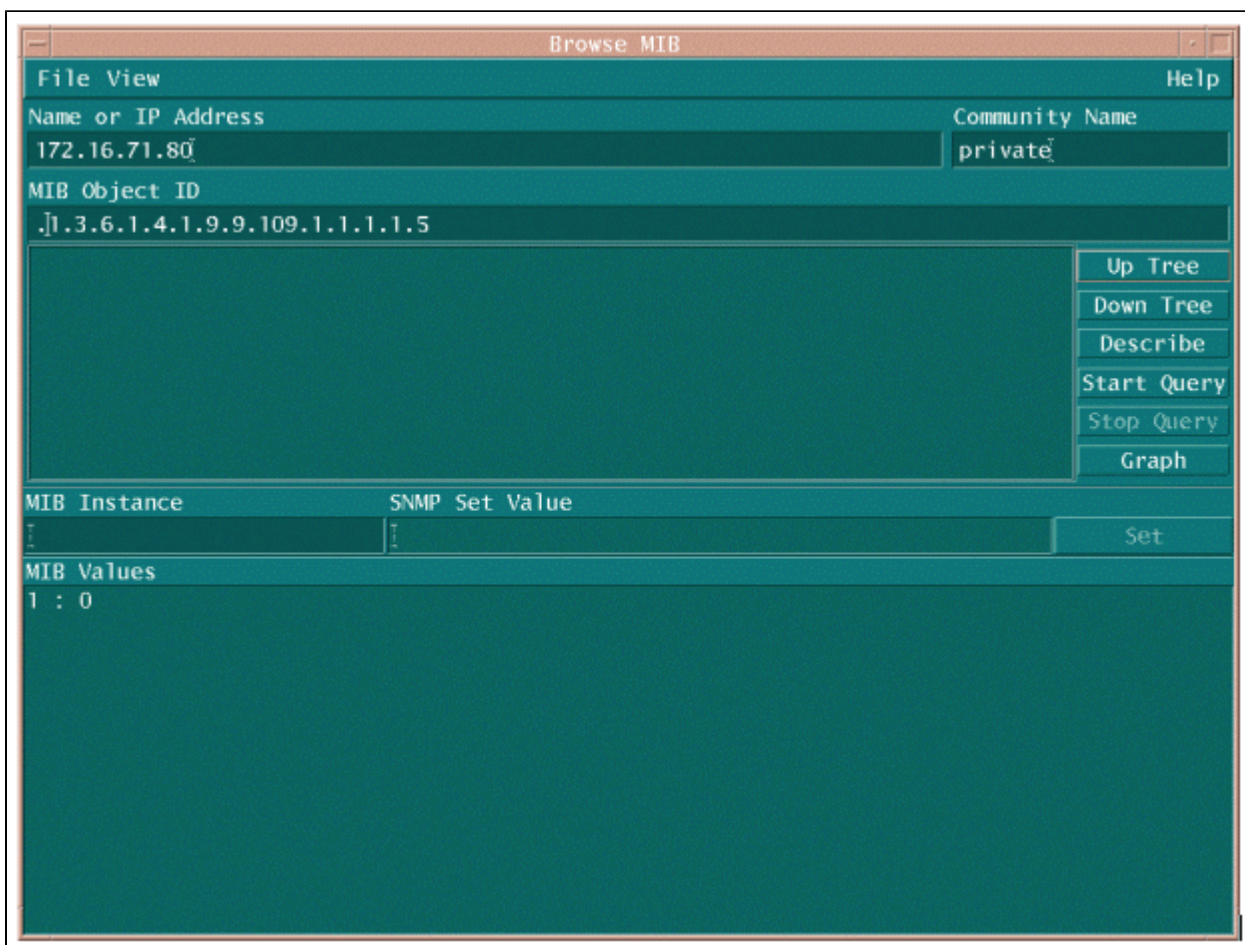 Browse MIB
File View Help
Name or IP Address Community Name
172.16.71.80 private
MIB Object ID
.1.3.6.1.4.1.9.9.109.1.1.1.1.5
Up Tree
Down Tree
Describe
Start Query
Stop Query
Graph
MIB Instance SNMP Set Value
Set
MIB Values
1 : 0